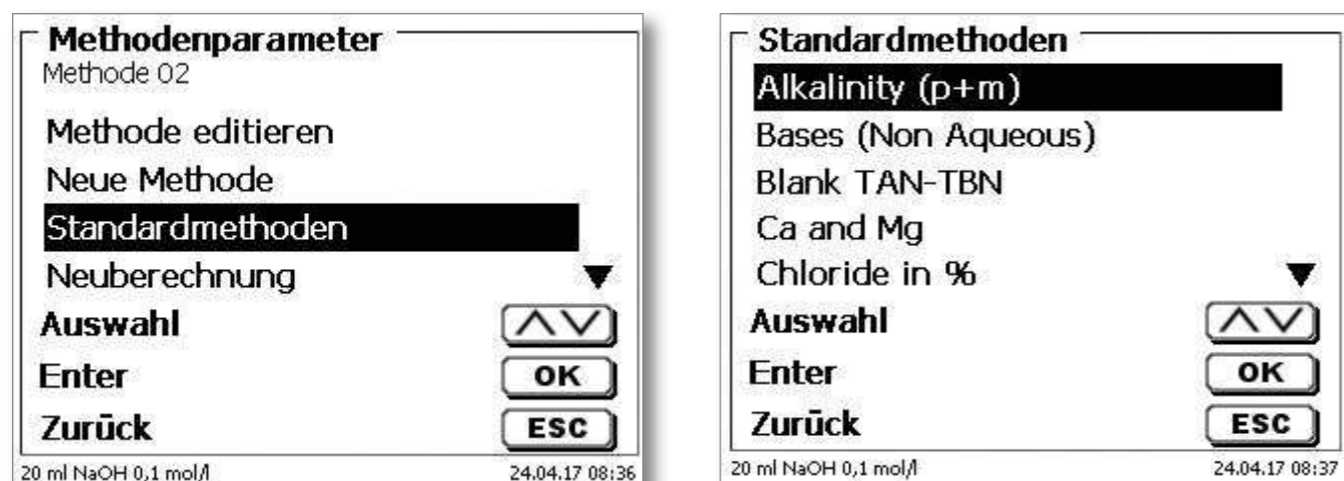 Methodenparameter
Methode 02
Methode editieren
Neue Methode
Standardmethoden
Neuberechnung
Auswahl
Enter OK
Zurück ESC
20 ml NaOH 0,1 mol/l 24.04.17 08:36
Standardmethoden
Alkalinity (p+m)
Bases (Non Aqueous)
Blank TAN-TBN
Ca and Mg
Chloride in %
Auswahl
Enter OK
Zurück ESC
20 ml NaOH 0,1 mol/l 24.04.17 08:37